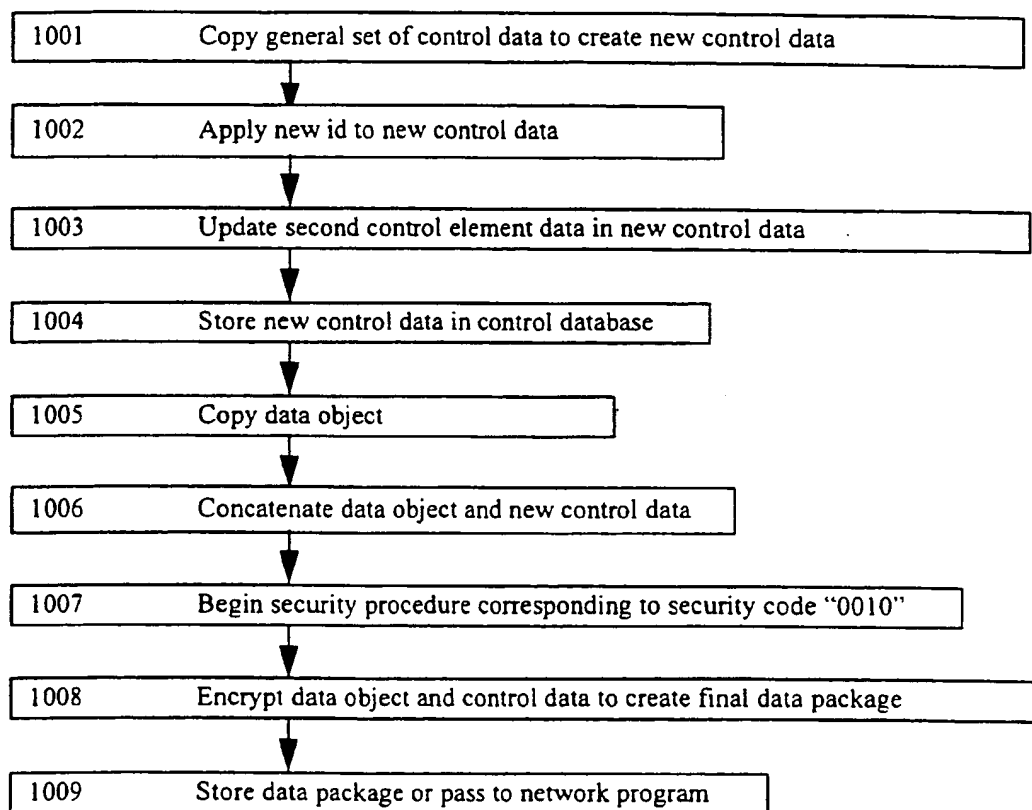 1001 Copy general set of control data to create new control data
1002 Apply new id to new control data
1003 Update second control element data in new control data
1004 Store new control data in control database
1005 Copy data object
1006 Concatenate data object and new control data
1007 Begin security procedure corresponding to security code “0010”
1008 Encrypt data object and control data to create final data package
1009 Store data package or pass to network program